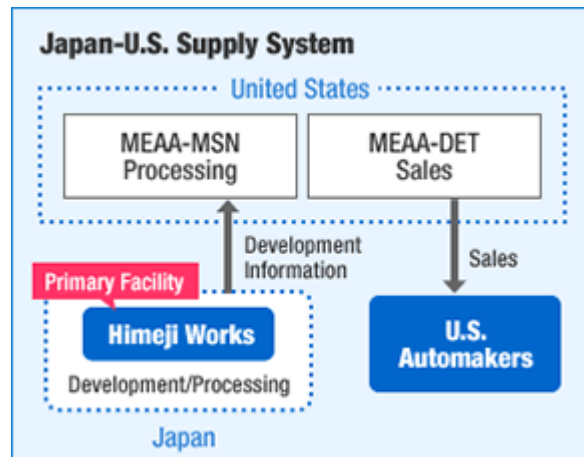 Japan-U.S. Supply System
United States
MEAA-MSN
Processing
MEAA-DET
Sales
Development
Information
Sales
Primary Facility
Himeji Works
Development/Processing
Japan
U.S.
Automakers